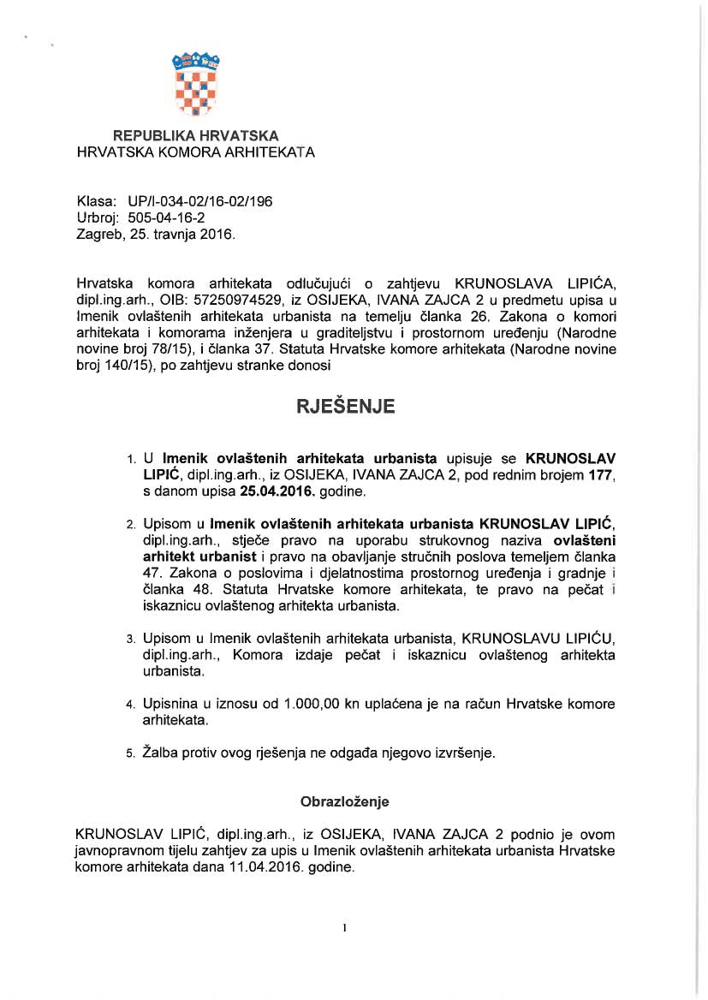 REPUBLIKA HRVATSKA
HRVATSKA KOMORA ARHITEKATA
Klasa: UP/I-034-02/16-02/196
Urbroj: 505-04-16-2
Zagreb, 25. travnja 2016.
Hrvatska komora arhitekata odlučujući o zahtjevu KRUNOSLAVA LIPIĆA,
dipl.ing.arh., OIB: 57250974529, iz OSIJEKA, IVANA ZAJCA 2 u predmetu upisa u
Imenik ovlaštenih arhitekata urbanista na temelju članka 26. Zakona o komori
arhitekata i komorama inženjera u graditeljstvu i prostornom uređenju (Narodne
novine broj 78/15), i članka 37. Statuta Hrvatske komore arhitekata (Narodne novine
broj 140/15), po zahtjevu stranke donosi
RJEŠENJE
1. U Imenik ovlaštenih arhitekata urbanista upisuje se KRUNOSLAV
LIPIĆ, dipl.ing.arh., iz OSIJEKA, IVANA ZAJCA 2, pod rednim brojem 177,
s danom upisa 25.04.2016. godine.
2. Upisom u Imenik ovlaštenih arhitekata urbanista KRUNOSLAV LIPIĆ,
dipl.ing.arh., stječe pravo na uporabu strukovnog naziva ovlašteni
arhitekt urbanist i pravo na obavljanje stručnih poslova temeljem članka
47. Zakona o poslovima i djelatnostima prostornog uređenja i gradnje i
članka 48. Statuta Hrvatske komore arhitekata, te pravo na pečat i
iskaznicu ovlaštenog arhitekta urbanista.
3. Upisom u Imenik ovlaštenih arhitekata urbanista, KRUNOSLAVU LIPIĆU,
dipl.ing.arh., Komora izdaje pečat i iskaznicu ovlaštenog arhitekta
urbanista.
4. Upisnina u iznosu od 1.000,00 kn uplaćena je na račun Hrvatske komore
arhitekata.
5. Žalba protiv ovog rješenja ne odgađa njegovo izvršenje.
Obrazloženje
KRUNOSLAV LIPIĆ, dipl.ing.arh., iz OSIJEKA, IVANA ZAJCA 2 podnio je ovom
javnopravnom tijelu zahtjev za upis u Imenik ovlaštenih arhitekata urbanista Hrvatske
komore arhitekata dana 11.04.2016. godine.
1